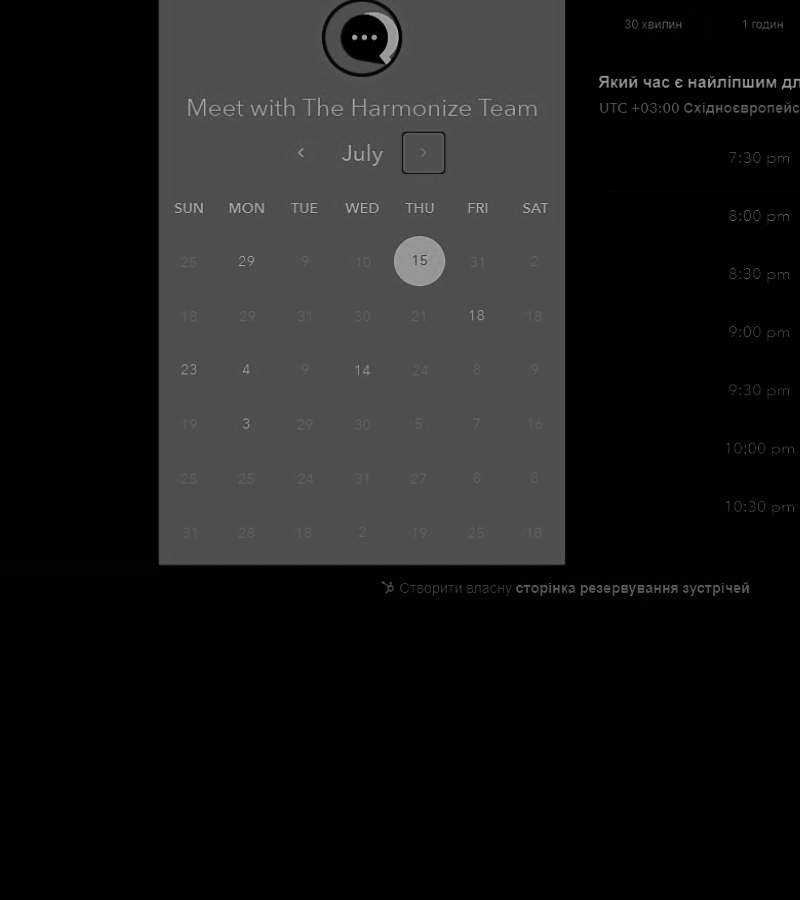 30 хвилин 1 годин
Який час є найліпшим дл
Meet with The Harmonize Team
UTC +03:00 Східноєвропейс
July
7:30 pm
SUN MON TUE WED THU FRI SAT
8:00 pm
25 29 9 10 15 31 2
8:30 pm
18 29 31 30 21 18 18
9:00 pm
23 4 9 14 24 8 9
9:30 pm
19 3 29 30 5 7 16
10:00 pm
25 25 24 31 27 8 8
10:30 pm
31 28 18 2 19 25 18
Створити власну сторінка резервування зустрічей